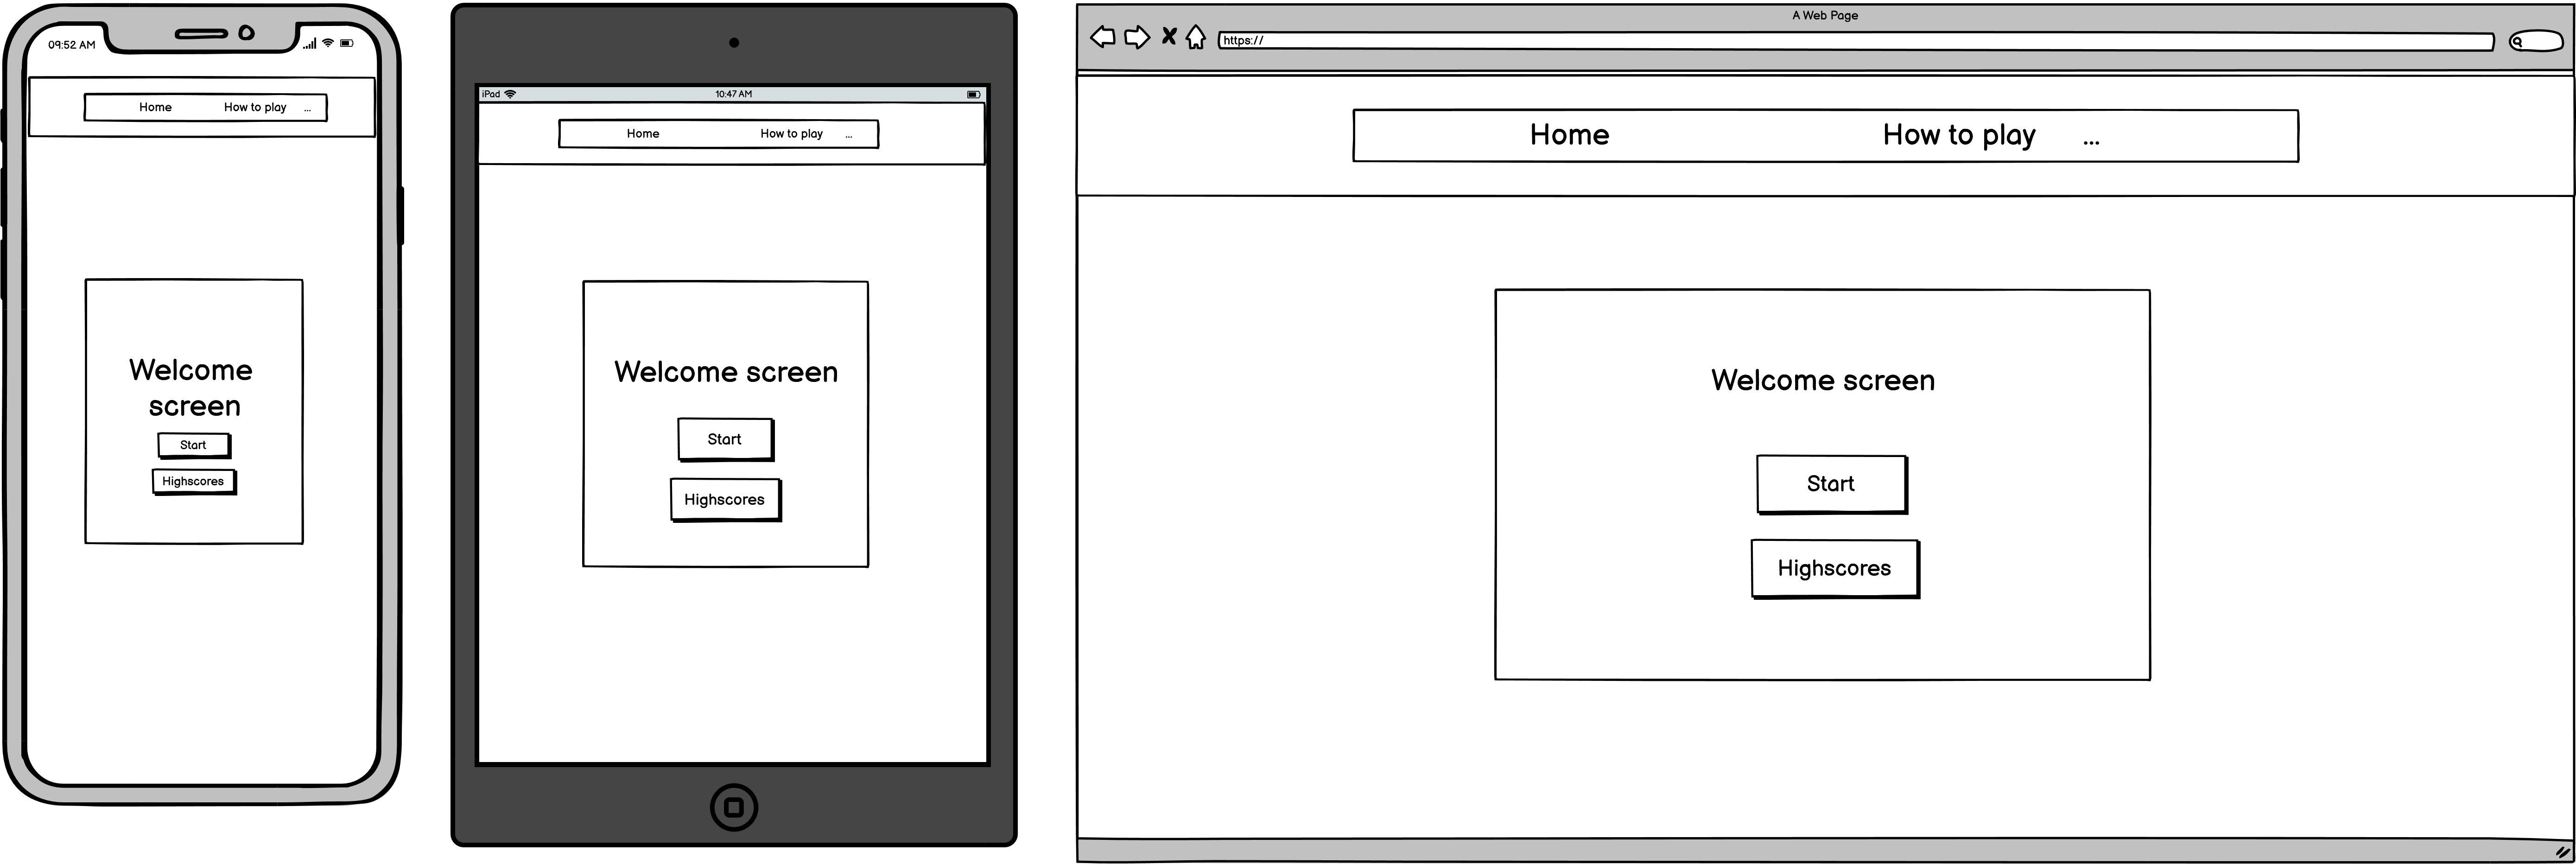 09:52 AM
Home How to play ...
Welcome
screen
Start
Highscores
iPad 10:47 AM
Home How to play ...
Welcome screen
Start
Highscores
A Web Page
https://
Home How to play ...
Welcome screen
Start
Highscores